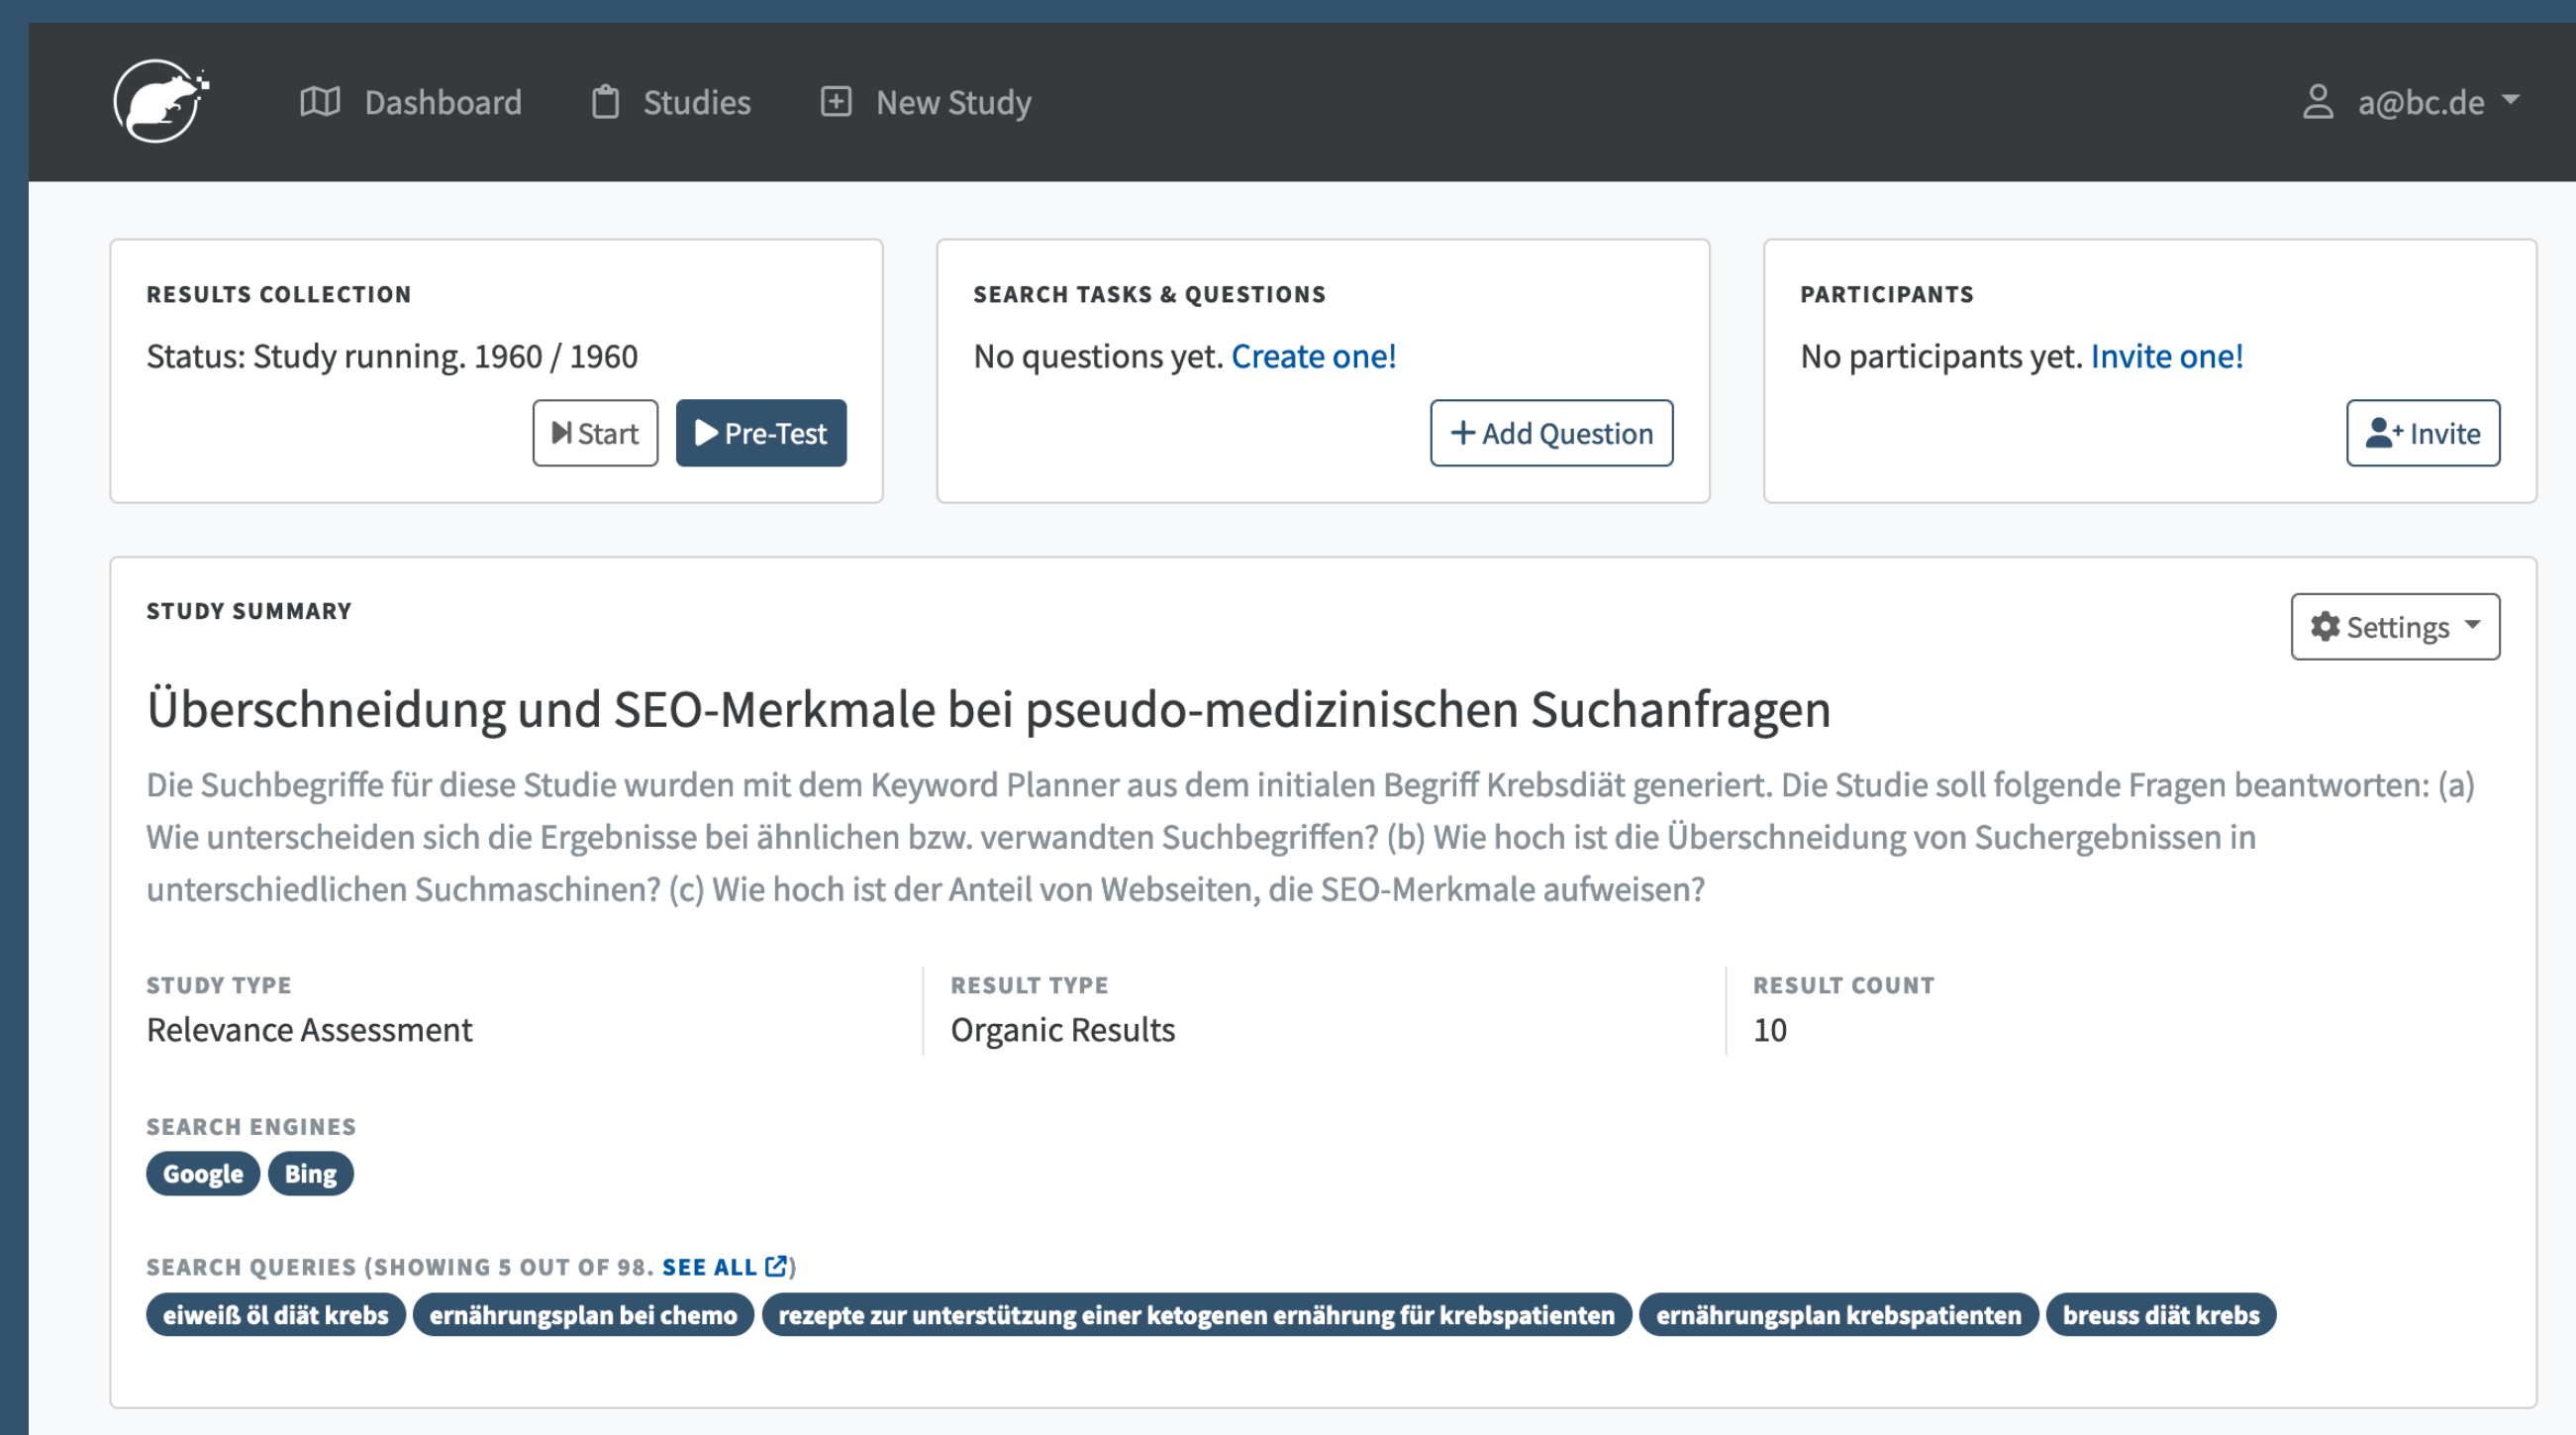 Dashboard Studies New Study a@bc.de
RESULTS COLLECTION
Status: Study running. 1960 / 1960
Start Pre-Test
SEARCH TASKS & QUESTIONS
No questions yet. Create one!
Add Question
PARTICIPANTS
No participants yet. Invite one!
Invite
STUDY SUMMARY
Settings
Überschneidung und SEO-Merkmale bei pseudo-medizinischen Suchanfragen
Die Suchbegriffe für diese Studie wurden mit dem Keyword Planner aus dem initialen Begriff Krebsdiät generiert. Die Studie soll folgende Fragen beantworten: (a)
Wie unterscheiden sich die Ergebnisse bei ähnlichen bzw. verwandten Suchbegriffen? (b) Wie hoch ist die Überschneidung von Suchergebnissen in
unterschiedlichen Suchmaschinen? (c) Wie hoch ist der Anteil von Webseiten, die SEO-Merkmale aufweisen?
STUDY TYPE
Relevance Assessment
RESULT TYPE
Organic Results
RESULT COUNT
10
SEARCH ENGINES
Google Bing
SEARCH QUERIES (SHOWING 5 OUT OF 98. SEE ALL)
eiweiß öl diät krebs ernährungsplan bei chemo rezepte zur unterstützung einer ketogenen ernährung für krebspatienten ernährungsplan krebspatienten breuss diät krebs